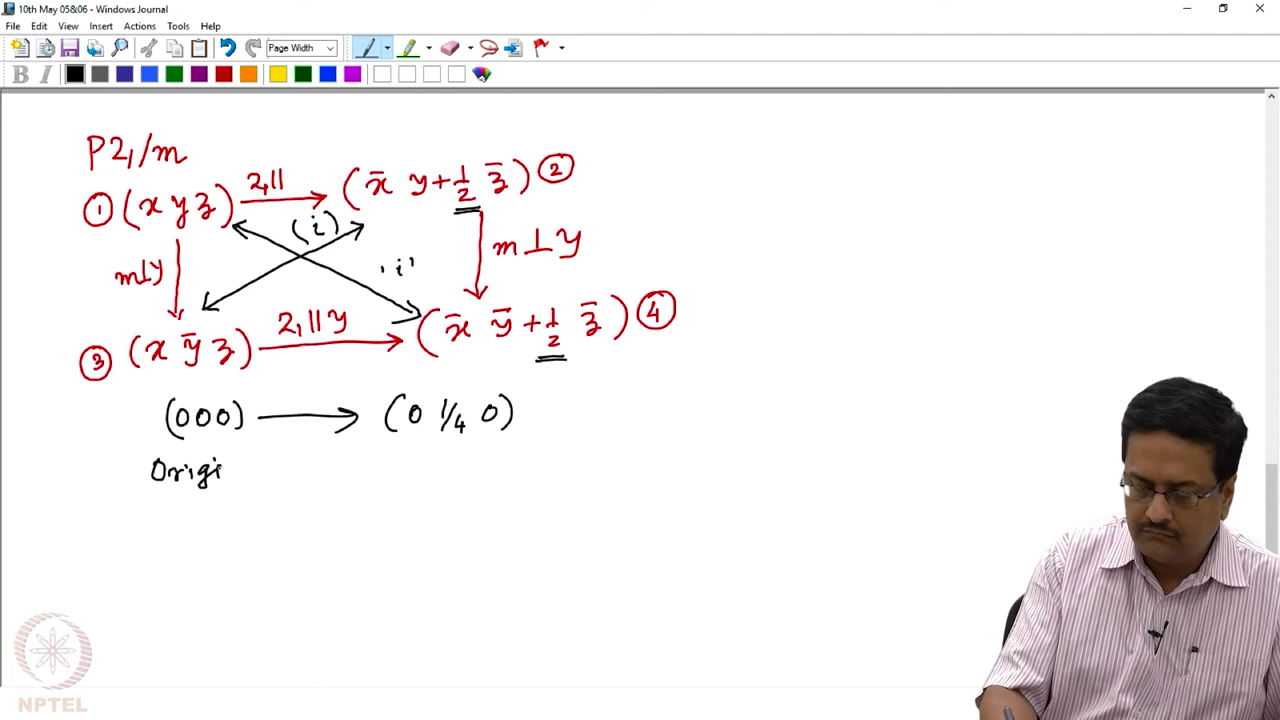 10th May 05&06 - Windows Journal
File Edit View Insert Actions Tools Help
Page Width
B I
P2₁/m
① (x y z) 2₁|| (x̄ y+1/2 z̄) ②
(i)
m⊥y 'i' m⊥y
③ (x ȳ z) 2₁||y (x̄ ȳ+1/2 z̄) ④
(000) (0 1/4 0)
Origi
NPTEL